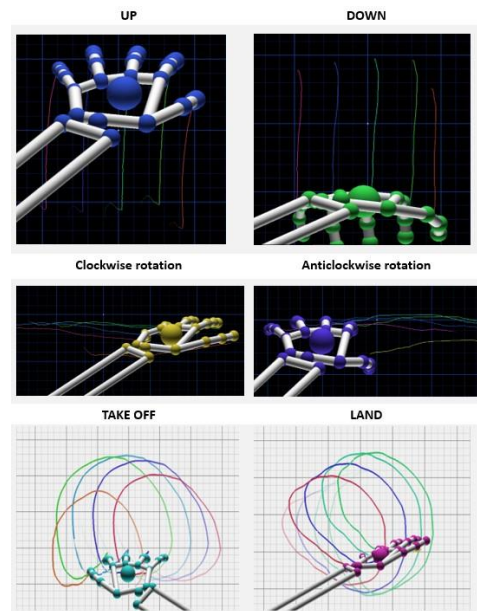 UP
DOWN
Clockwise rotation
Anticlockwise rotation
TAKE OFF
LAND